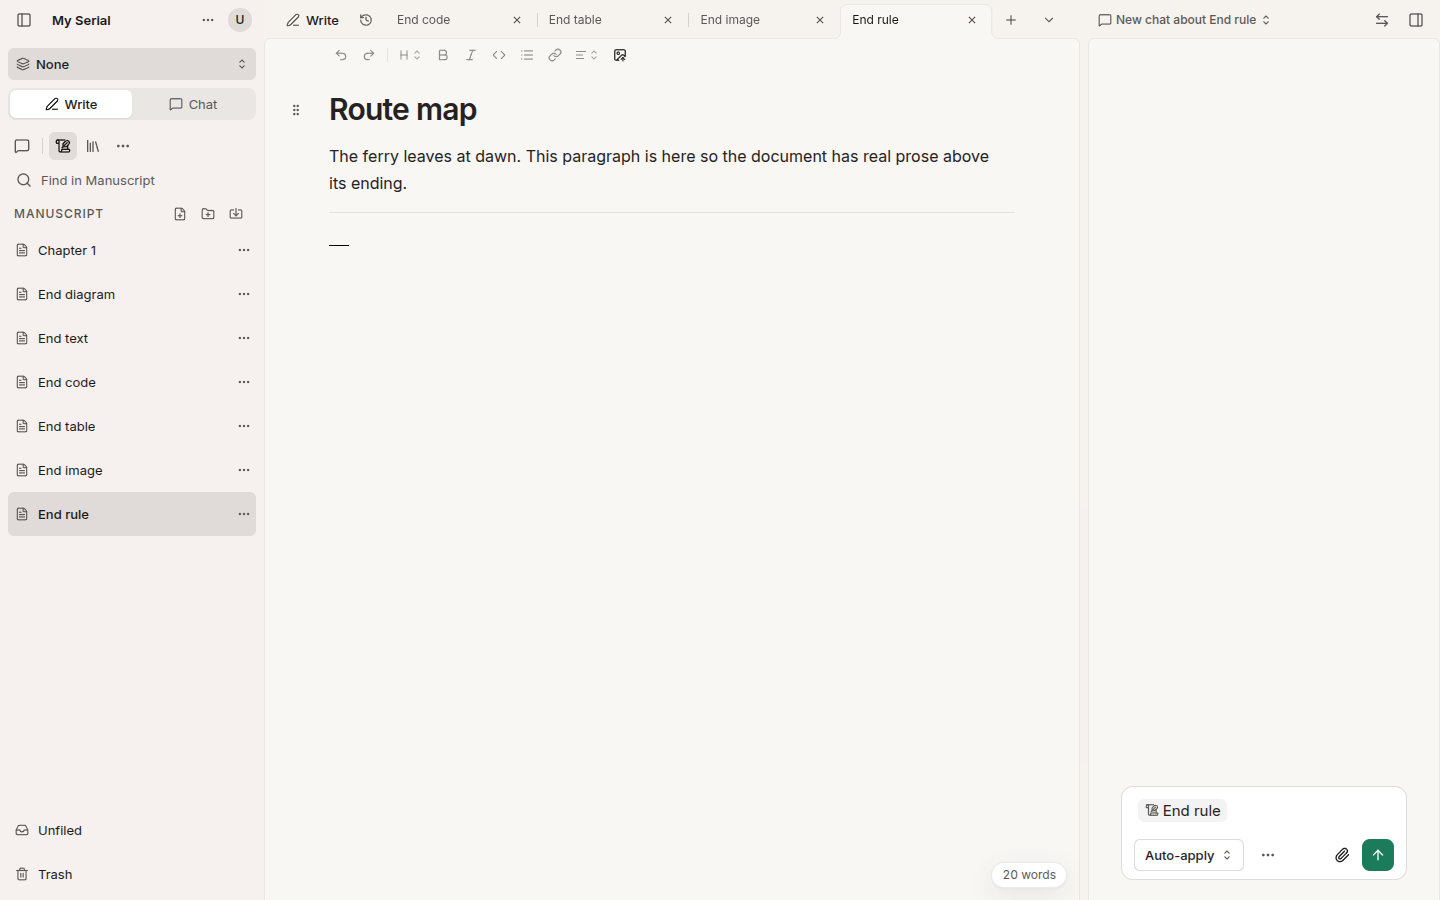 My Serial
U
None
Write
Chat
Find in Manuscript
MANUSCRIPT
Chapter 1
End diagram
End text
End code
End table
End image
End rule
Unfiled
Trash
Write
End code
End table
End image
End rule
H
B
I
Route map
The ferry leaves at dawn. This paragraph is here so the document has real prose above
its ending.
20 words
New chat about End rule
End rule
Auto-apply